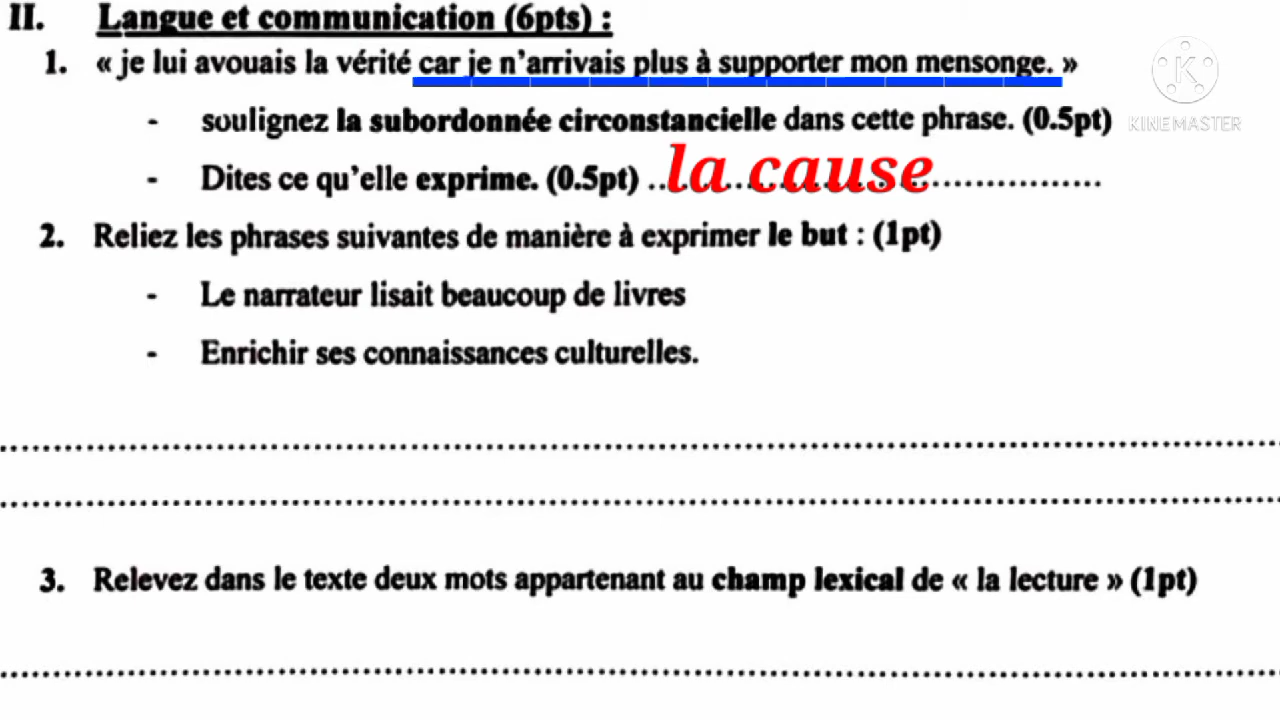 II. Langue et communication (6pts) :
1. « je lui avouais la vérité car je n'arrivais plus à supporter mon mensonge. »
KINEMASTER
- soulignez la subordonnée circonstancielle dans cette phrase. (0.5pt)
- Dites ce qu'elle exprime. (0.5pt) la cause
2. Reliez les phrases suivantes de manière à exprimer le but : (1pt)
- Le narrateur lisait beaucoup de livres
- Enrichir ses connaissances culturelles.
3. Relevez dans le texte deux mots appartenant au champ lexical de « la lecture » (1pt)